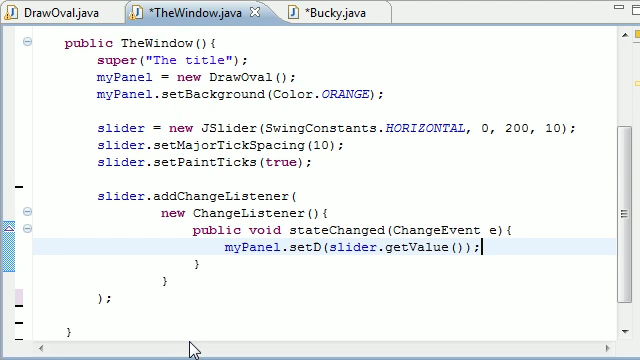 DrawOval.java *TheWindow.java *Bucky.java
public TheWindow(){
super("The title");
myPanel = new DrawOval();
myPanel.setBackground(Color.ORANGE);
slider = new JSlider(SwingConstants.HORIZONTAL, 0, 200, 10);
slider.setMajorTickSpacing(10);
slider.setPaintTicks(true);
slider.addChangeListener(
new ChangeListener(){
public void stateChanged(ChangeEvent e){
myPanel.setD(slider.getValue());
}
}
);
}